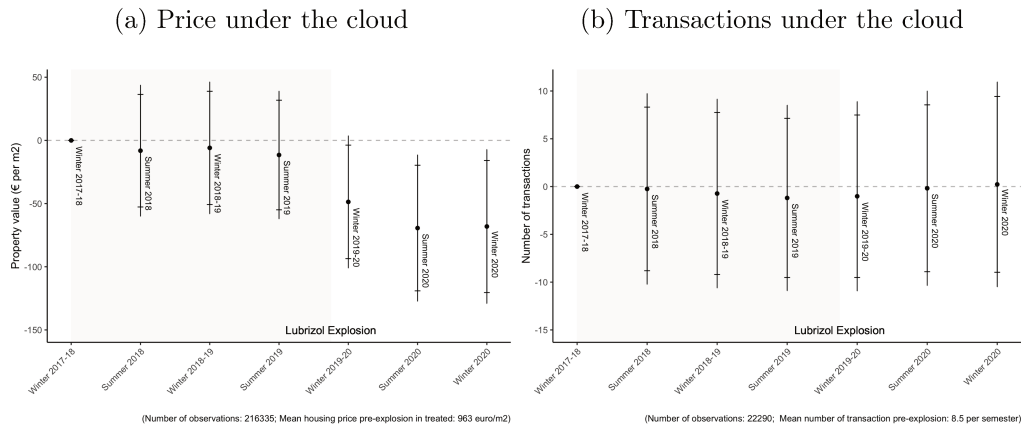 (a) Price under the cloud
50
0
-50
-100
-150
Property value (€ per m2)
Winter 2017-18
Summer 2018
Winter 2018-19
Summer 2019
Winter 2019-20
Summer 2020
Winter 2020
Lubrizol Explosion
Winter 2017-18
Summer 2018
Winter 2018-19
Summer 2019
Winter 2019-20
Summer 2020
Winter 2020
(Number of observations: 216335; Mean housing price pre-explosion in treated: 963 euro/m2)
(b) Transactions under the cloud
10
5
0
-5
-10
-15
Number of transactions
Winter 2017-18
Summer 2018
Winter 2018-19
Summer 2019
Winter 2019-20
Summer 2020
Winter 2020
Lubrizol Explosion
Winter 2017-18
Summer 2018
Winter 2018-19
Summer 2019
Winter 2019-20
Summer 2020
Winter 2020
(Number of observations: 22290; Mean number of transaction pre-explosion: 8.5 per semester)